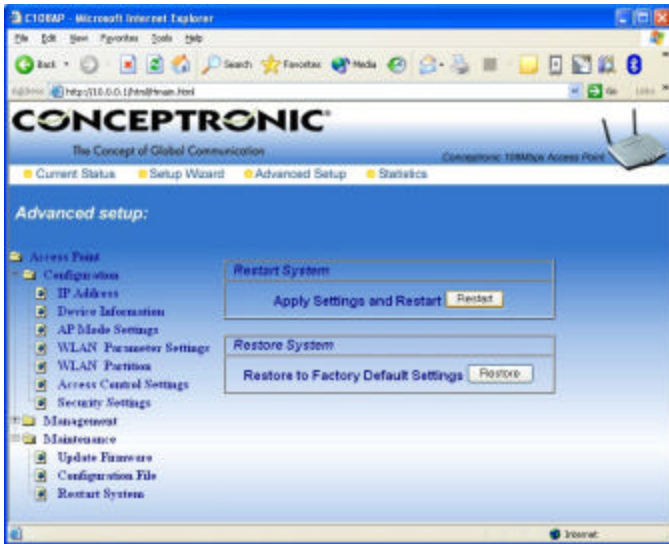 C108AP - Microsoft Internet Explorer
File Edit View Favorites Tools Help
Back Search Favorites Media
Address http://10.0.0.1/html/main.html Go Links
CONCEPTRONIC
The Concept of Global Communication
Conceptronic 108Mbps Access Point
Current Status Setup Wizard Advanced Setup Statistics
Advanced setup:
Access Point
Configuration
IP Address
Device Information
AP Mode Settings
WLAN Parameter Settings
WLAN Partition
Access Control Settings
Security Settings
Management
Maintenance
Update Firmware
Configuration File
Restart System
Restart System
Apply Settings and Restart Restart
Restore System
Restore to Factory Default Settings Restore
Internet